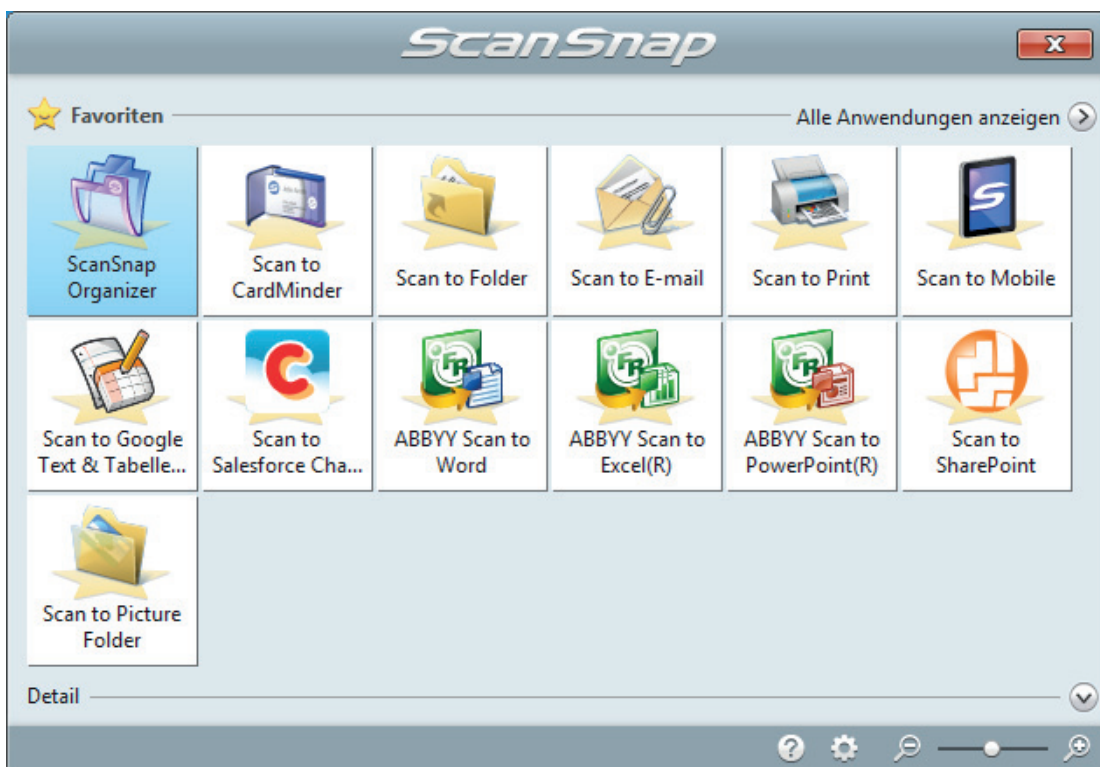 ScanSnap
Favoriten
Alle Anwendungen anzeigen
ScanSnap
Organizer
Scan to
CardMinder
Scan to Folder
Scan to E-mail
Scan to Print
Scan to Mobile
Scan to Google
Text & Tabelle...
Scan to
Salesforce Cha...
ABBYY Scan to
Word
ABBYY Scan to
Excel(R)
ABBYY Scan to
PowerPoint(R)
Scan to
SharePoint
Scan to Picture
Folder
Detail